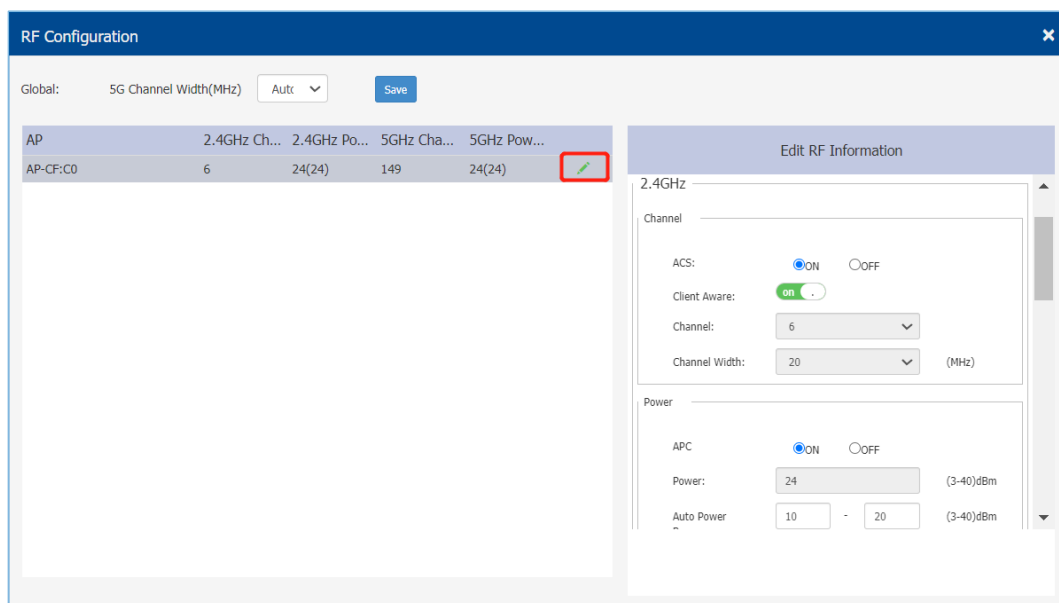 RF Configuration
Global: 5G Channel Width(MHz) Auto Save
AP 2.4GHz Ch... 2.4GHz Po... 5GHz Cha... 5GHz Pow...
AP-CF:C0 6 24(24) 149 24(24)
Edit RF Information
2.4GHz
Channel
ACS: ON OFF
Client Aware: on .
Channel: 6
Channel Width: 20 (MHz)
Power
APC ON OFF
Power: 24 (3-40)dBm
Auto Power 10 - 20 (3-40)dBm